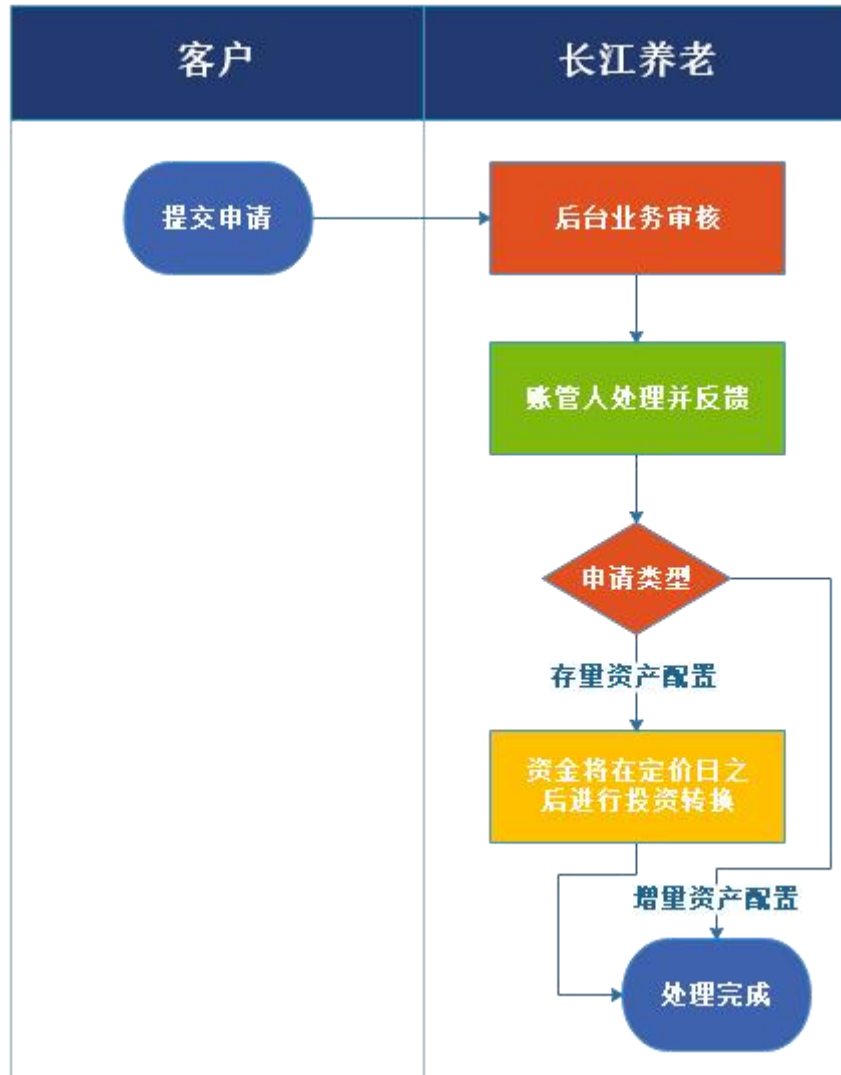 客户
长江养老
提交申请
后台业务审核
账管人处理并反馈
申请类型
存量资产配置
资金将在定价日之
后进行投资转换
增量资产配置
处理完成